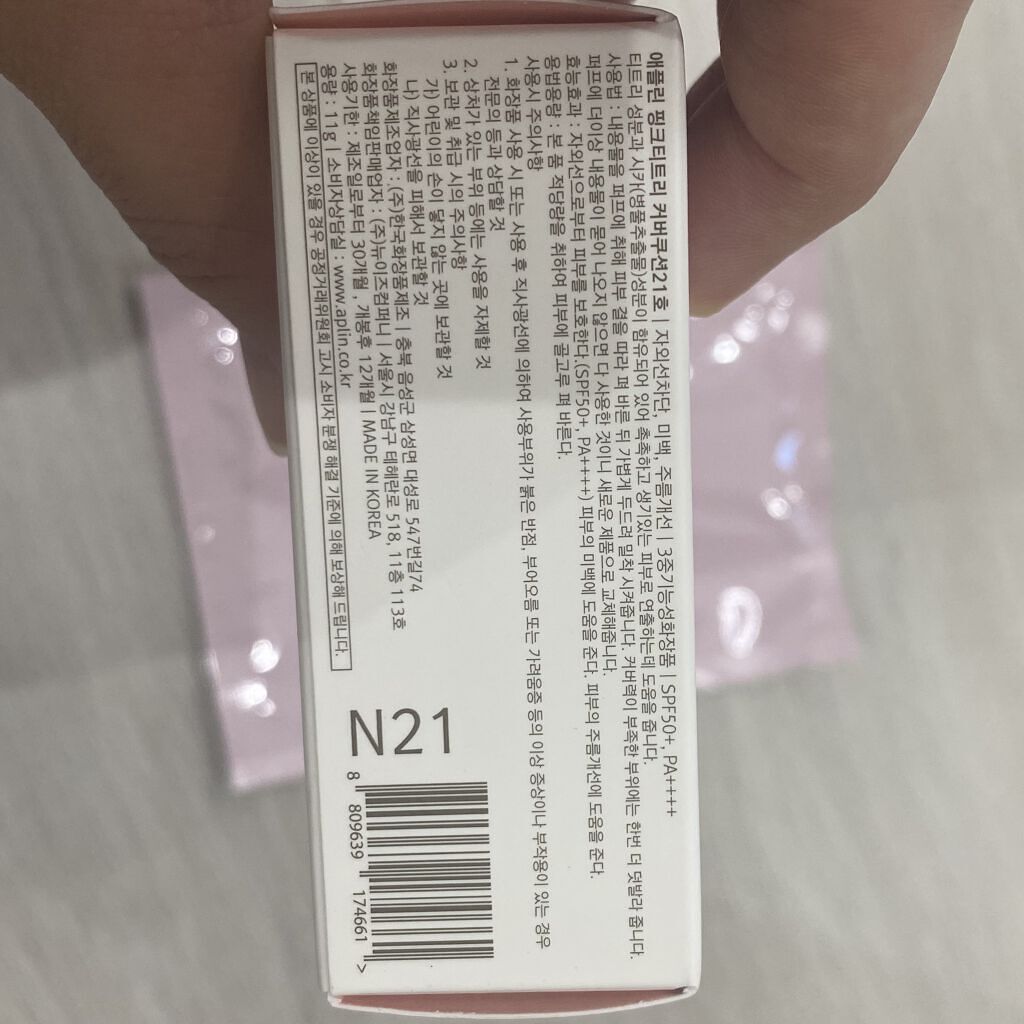 애플린 핑크티트리 커버쿠션21호 | 자외선차단, 미백, 주름개선 | 3중기능성화장품 | SPF50+, PA++++
티트리 성분과 시카(병풀추출물)성분이 함유되어 있어 촉촉하고 생기있는 피부로 연출하는데 도움을 줍니다.
사용법 : 내용물을 퍼프에 취해 피부 결을 따라 펴 바른 뒤 가볍게 두드려 밀착 시켜줍니다. 커버력이 부족한 부위에는 한번 더 덧발라 줍니다.
퍼프에 더이상 내용물이 묻어 나오지 않으면 다 사용한 것이니 새로운 제품으로 교체해줍니다.
효능효과 : 자외선으로부터 피부를 보호한다.(SPF50+, PA++++) 피부의 미백에 도움을 준다. 피부의 주름개선에 도움을 준다.
용법용량 : 본 품 적당량을 취하여 피부에 골고루 펴 바른다.
사용시 주의사항
1. 화장품 사용 시 또는 사용 후 직사광선에 의하여 사용부위가 붉은 반점, 부어오름 또는 가려움증 등의 이상 증상이나 부작용이 있는 경우
전문의 등과 상담할 것
2. 상처가 있는 부위 등에는 사용을 자제할 것
3. 보관 및 취급 시의 주의사항
가) 어린이의 손이 닿지 않는 곳에 보관할 것
나) 직사광선을 피해서 보관할 것
화장품제조업자 : (주)한국화장품제조 | 충북 음성군 삼성면 대성로 547번길74
화장품책임판매업자 : (주)뉴이즈컴퍼니 | 서울시 강남구 테헤란로 518, 11층 113호
사용기한 : 제조일로부터 30개월 , 개봉후 12개월 | MADE IN KOREA
용량 : 11g | 소비자상담실 : www.aplin.co.kr
본 상품에 이상이 있을 경우 공정거래위원회 고시 소비자 분쟁 해결 기준에 의해 보상해 드립니다.
N21
8 809639 174661 >